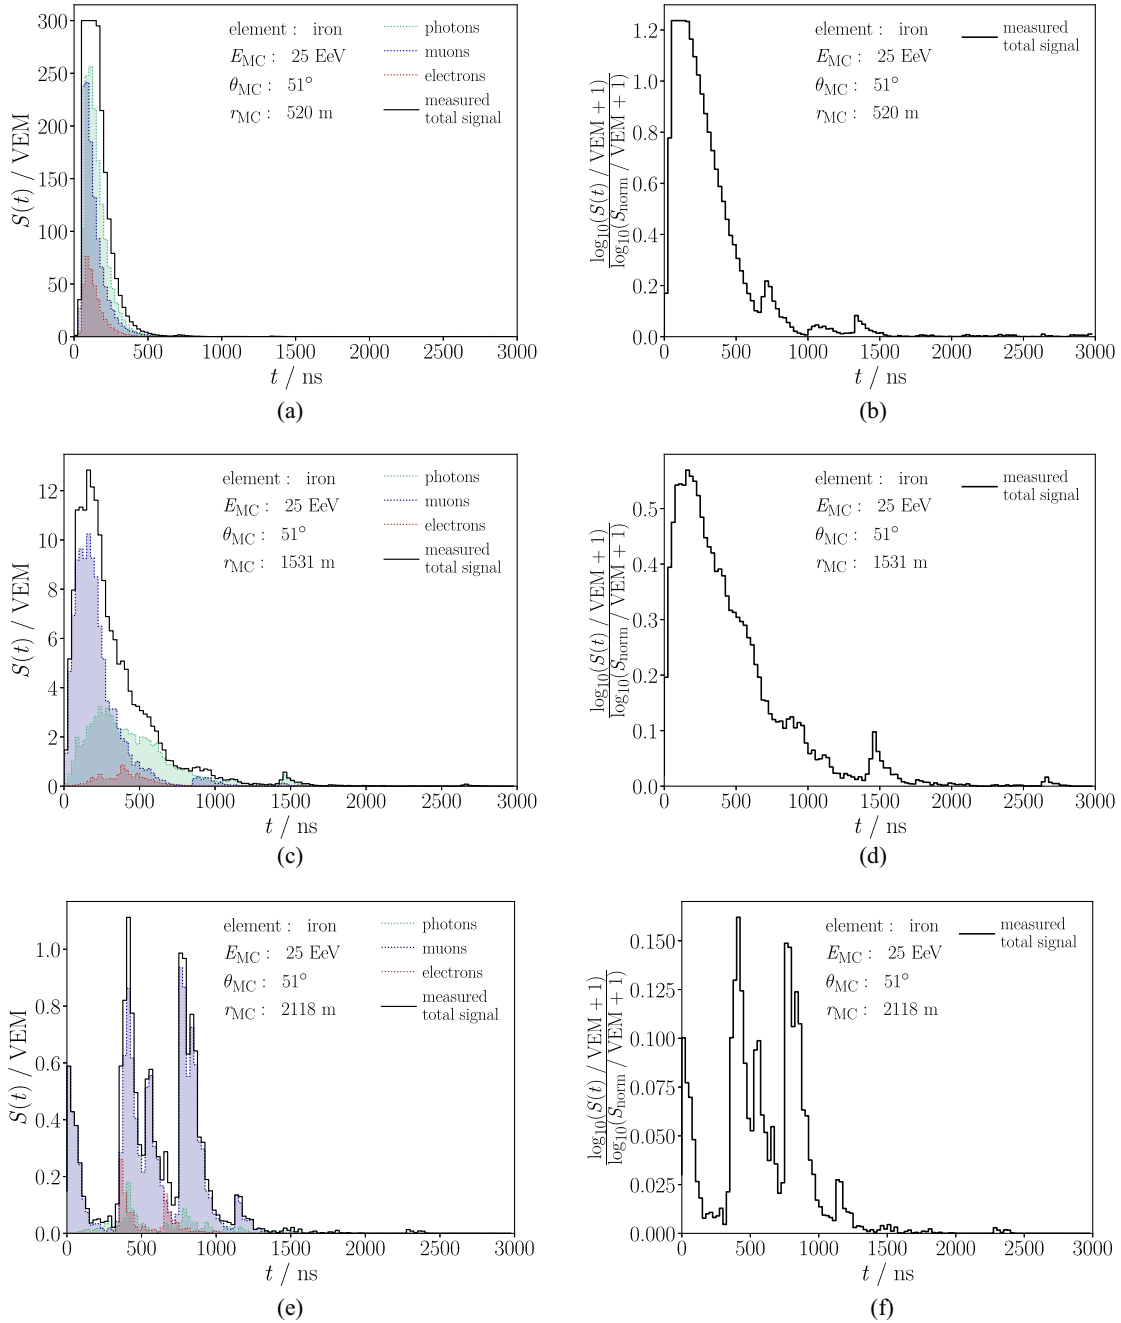 300
250
200
150
100
50
0
S(t) / VEM
element : iron
E_MC : 25 EeV
θ_MC : 51°
r_MC : 520 m
photons
muons
electrons
measured
total signal
0 500 1000 1500 2000 2500 3000
t / ns
(a)
1.2
1.0
0.8
0.6
0.4
0.2
0.0
log10(S(t) / VEM + 1)
log10(S_norm / VEM + 1)
element : iron
E_MC : 25 EeV
θ_MC : 51°
r_MC : 520 m
measured
total signal
0 500 1000 1500 2000 2500 3000
t / ns
(b)
12
10
8
6
4
2
0
S(t) / VEM
element : iron
E_MC : 25 EeV
θ_MC : 51°
r_MC : 1531 m
photons
muons
electrons
measured
total signal
0 500 1000 1500 2000 2500 3000
t / ns
(c)
0.5
0.4
0.3
0.2
0.1
0.0
log10(S(t) / VEM + 1)
log10(S_norm / VEM + 1)
element : iron
E_MC : 25 EeV
θ_MC : 51°
r_MC : 1531 m
measured
total signal
0 500 1000 1500 2000 2500 3000
t / ns
(d)
1.0
0.8
0.6
0.4
0.2
0.0
S(t) / VEM
element : iron
E_MC : 25 EeV
θ_MC : 51°
r_MC : 2118 m
photons
muons
electrons
measured
total signal
0 500 1000 1500 2000 2500 3000
t / ns
(e)
0.150
0.125
0.100
0.075
0.050
0.025
0.000
log10(S(t) / VEM + 1)
log10(S_norm / VEM + 1)
element : iron
E_MC : 25 EeV
θ_MC : 51°
r_MC : 2118 m
measured
total signal
0 500 1000 1500 2000 2500 3000
t / ns
(f)